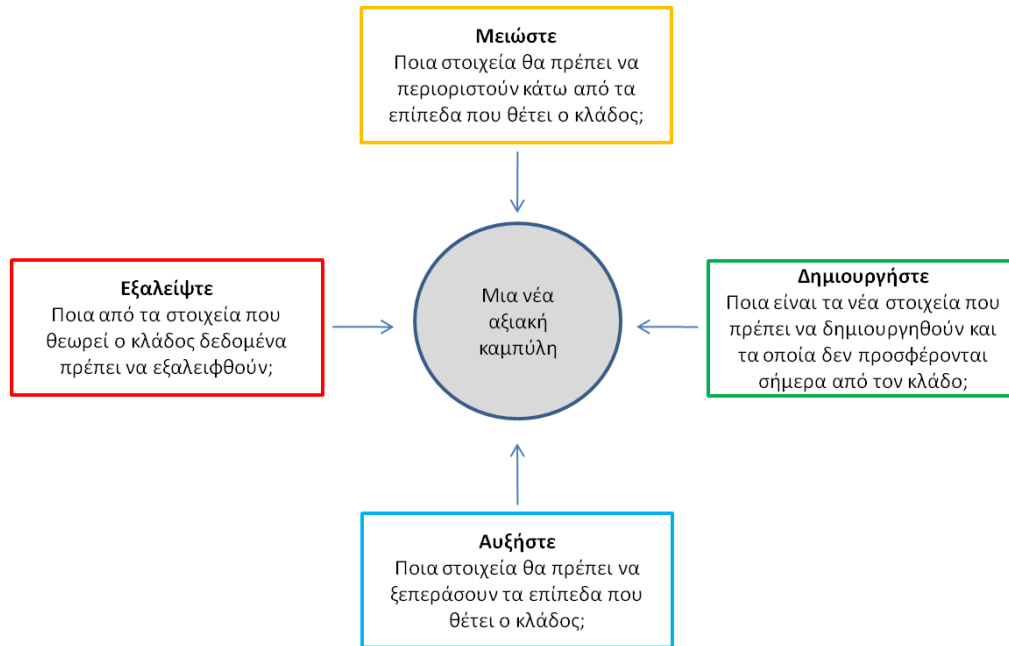 Μειώστε
Ποια στοιχεία θα πρέπει να
περιοριστούν κάτω από τα
επίπεδα που θέτει ο κλάδος;
Εξαλείψτε
Ποια από τα στοιχεία που
θεωρεί ο κλάδος δεδομένα
πρέπει να εξαλειφθούν;
Μια νέα
αξιακή
καμπύλη
Δημιουργήστε
Ποια είναι τα νέα στοιχεία που
πρέπει να δημιουργηθούν και
τα οποία δεν προσφέρονται
σήμερα από τον κλάδο;
Αυξήστε
Ποια στοιχεία θα πρέπει να
ξεπεράσουν τα επίπεδα που
θέτει ο κλάδος;